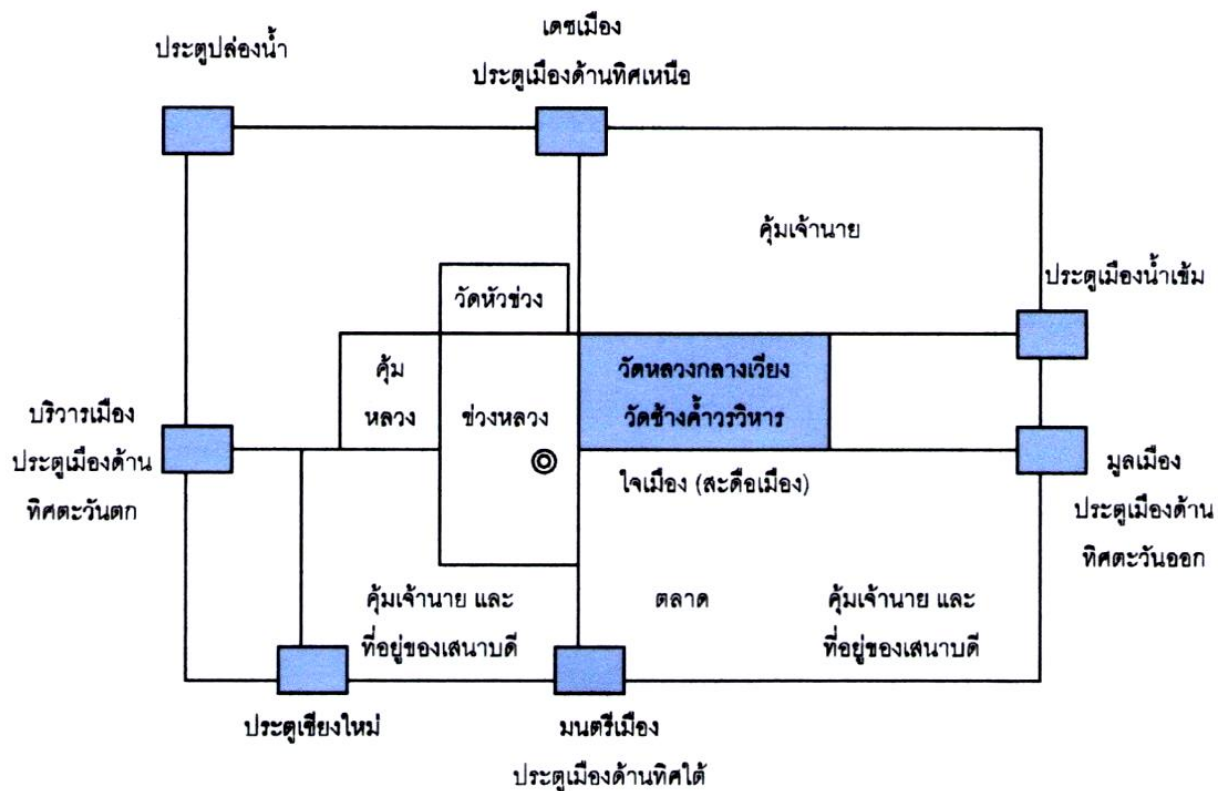 ประตูปล่องน้ำ
เดชเมือง
ประตูเมืองด้านทิศเหนือ
คุ้มเจ้านาย
ประตูเมืองน้ำเข้ม
วัดหัวข่วง
คุ้ม
หลวง
ข่วงหลวง
วัดหลวงกลางเวียง
วัดช้างค้ำวรวิหาร
บริวารเมือง
ประตูเมืองด้าน
ทิศตะวันตก
ใจเมือง (สะดือเมือง)
มูลเมือง
ประตูเมืองด้าน
ทิศตะวันออก
คุ้มเจ้านาย และ
ที่อยู่ของเสนาบดี
ตลาด
คุ้มเจ้านาย และ
ที่อยู่ของเสนาบดี
ประตูเชียงใหม่
มนตรีเมือง
ประตูเมืองด้านทิศใต้